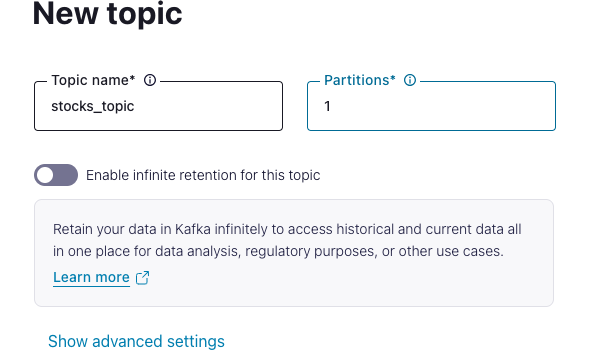 New topic
Topic name*
Partitions*
stocks_topic
1
Enable infinite retention for this topic
Retain your data in Kafka infinitely to access historical and current data all
in one place for data analysis, regulatory purposes, or other use cases.
Learn more
Show advanced settings